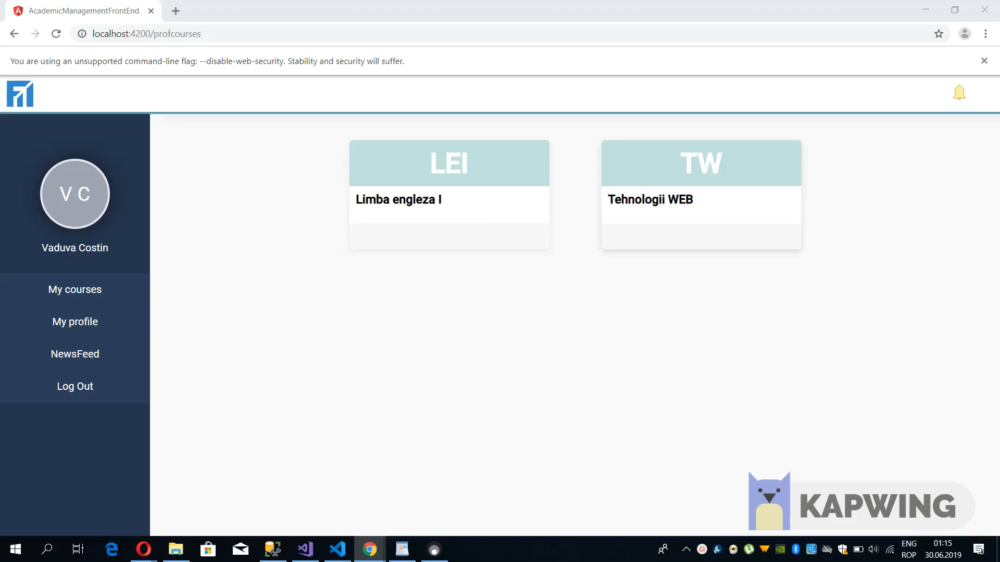 AcademicManagementFrontEnd
localhost:4200/profcourses
You are using an unsupported command-line flag: --disable-web-security. Stability and security will suffer.
V C
Vaduva Costin
My courses
My profile
NewsFeed
Log Out
LEI
Limba engleza I
TW
Tehnologii WEB
KAPWING
ENG
ROP
01:15
30.06.2019